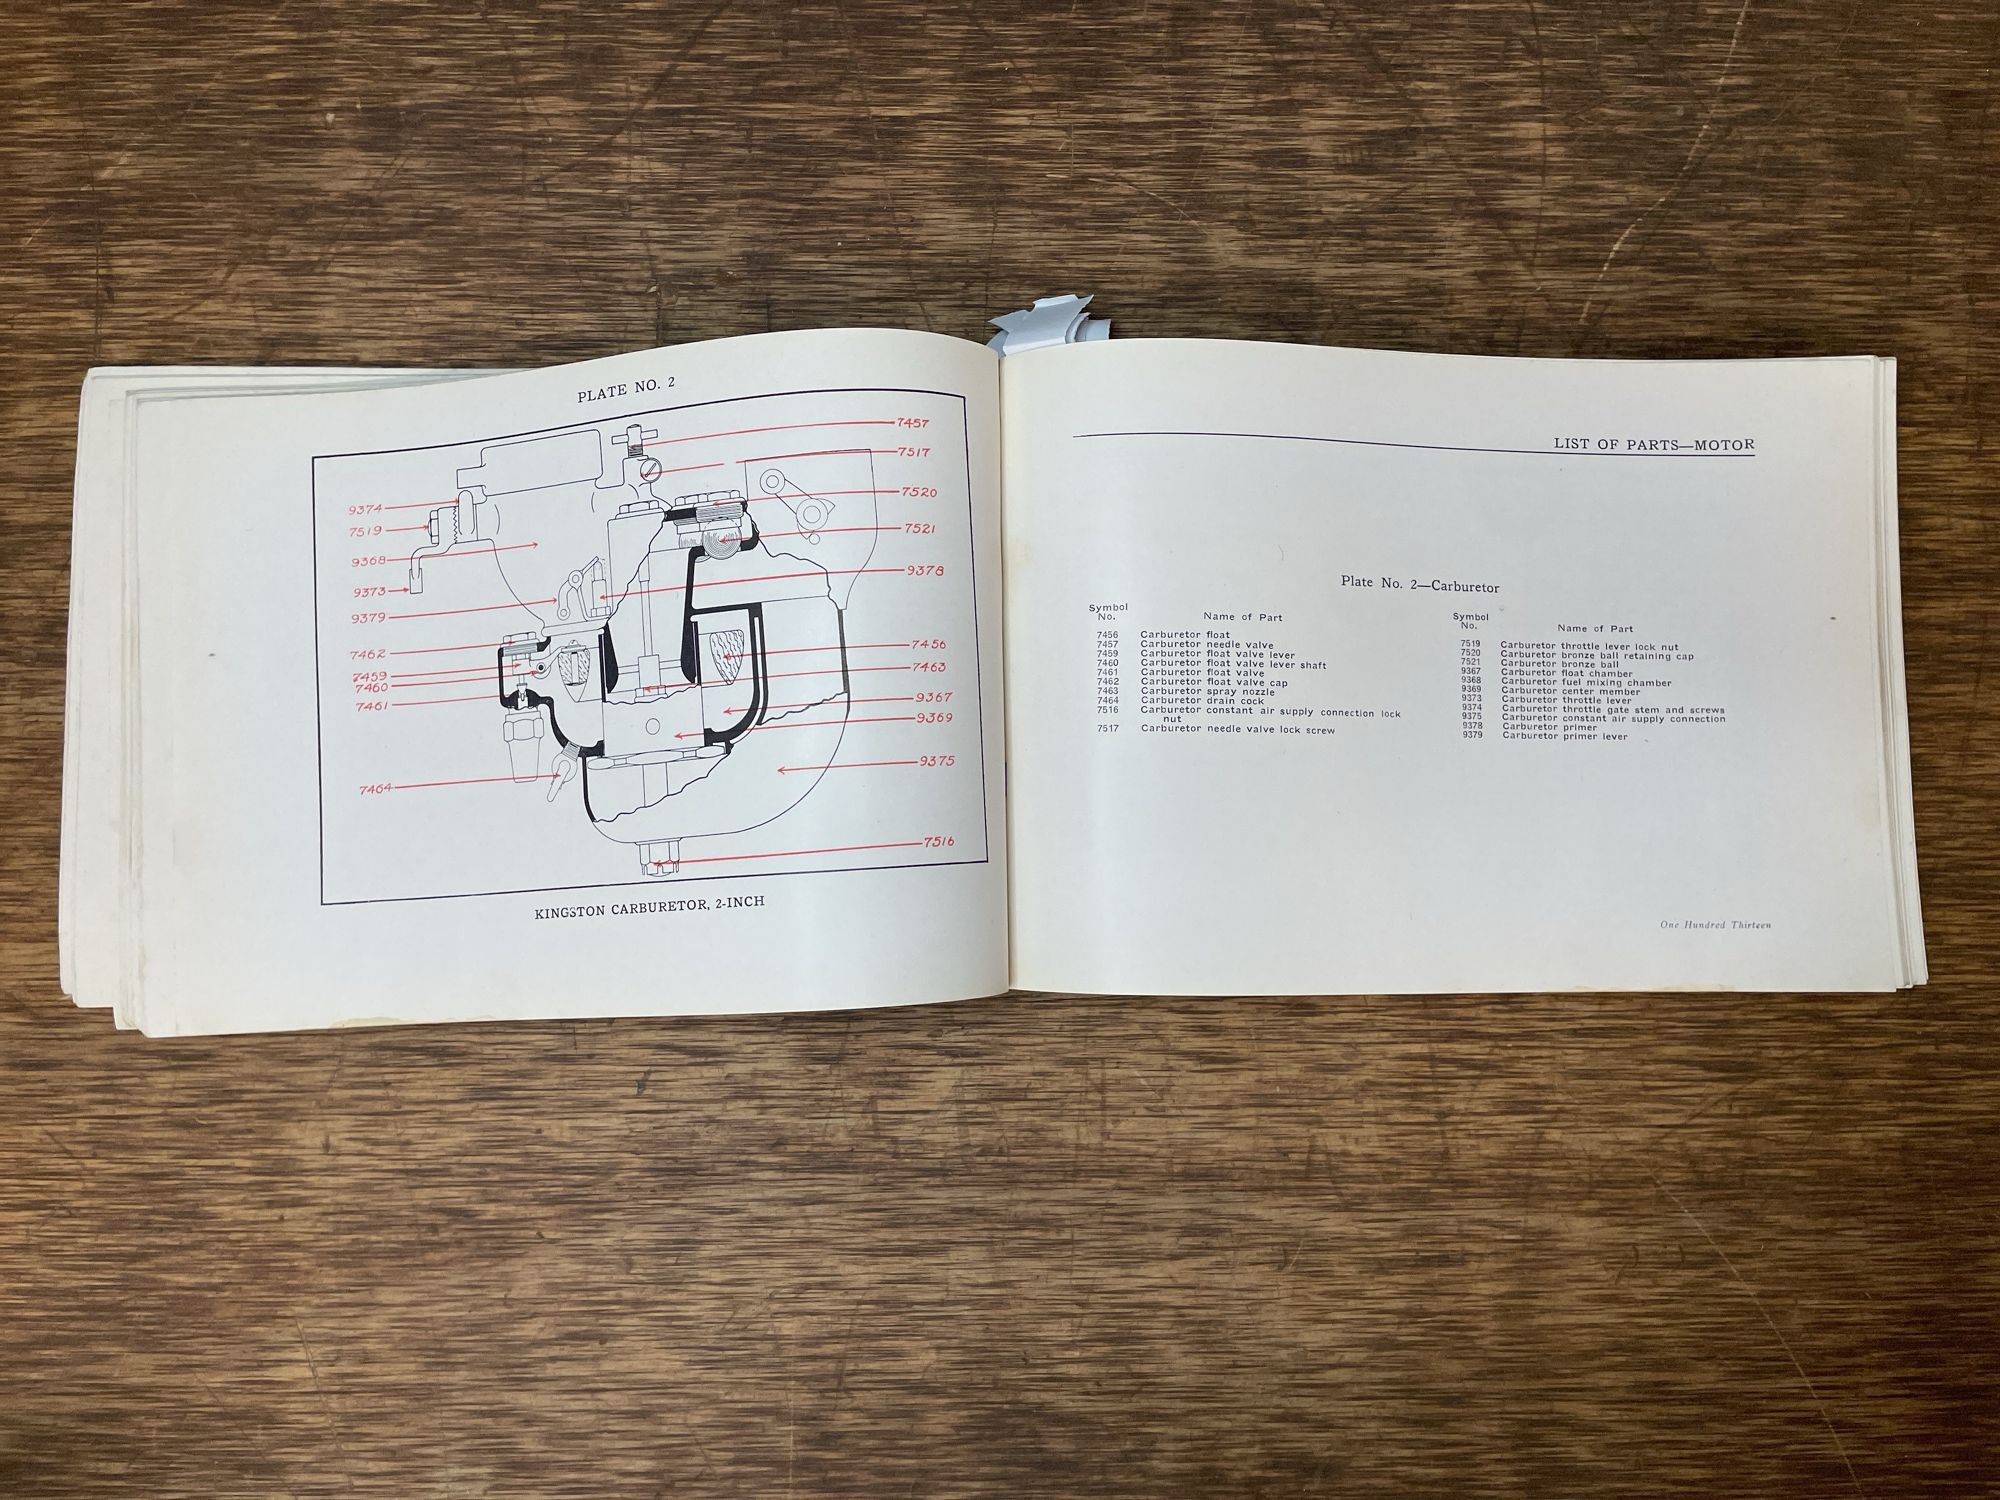 PLATE NO. 2
7457
7517
7520
7521
9378
7456
7463
9367
9369
9375
7516
9374
7519
9368
9373
9379
7462
7459
7460
7461
7464
KINGSTON CARBURETOR, 2-INCH
LIST OF PARTS—MOTOR
Plate No. 2—Carburetor
Symbol No. Name of Part
7456 Carburetor float
7457 Carburetor needle valve
7459 Carburetor float valve lever
7460 Carburetor float valve lever shaft
7461 Carburetor float valve
7462 Carburetor float valve cap
7463 Carburetor spray nozzle
7464 Carburetor drain cock
7516 Carburetor constant air supply connection lock
nut
7517 Carburetor needle valve lock screw
Symbol No. Name of Part
7519 Carburetor throttle lever lock nut
7520 Carburetor bronze ball retaining cap
7521 Carburetor bronze ball
9367 Carburetor float chamber
9368 Carburetor fuel mixing chamber
9369 Carburetor center member
9373 Carburetor throttle lever
9374 Carburetor throttle gate stem and screws
9375 Carburetor constant air supply connection
9378 Carburetor primer
9379 Carburetor primer lever
One Hundred Thirteen